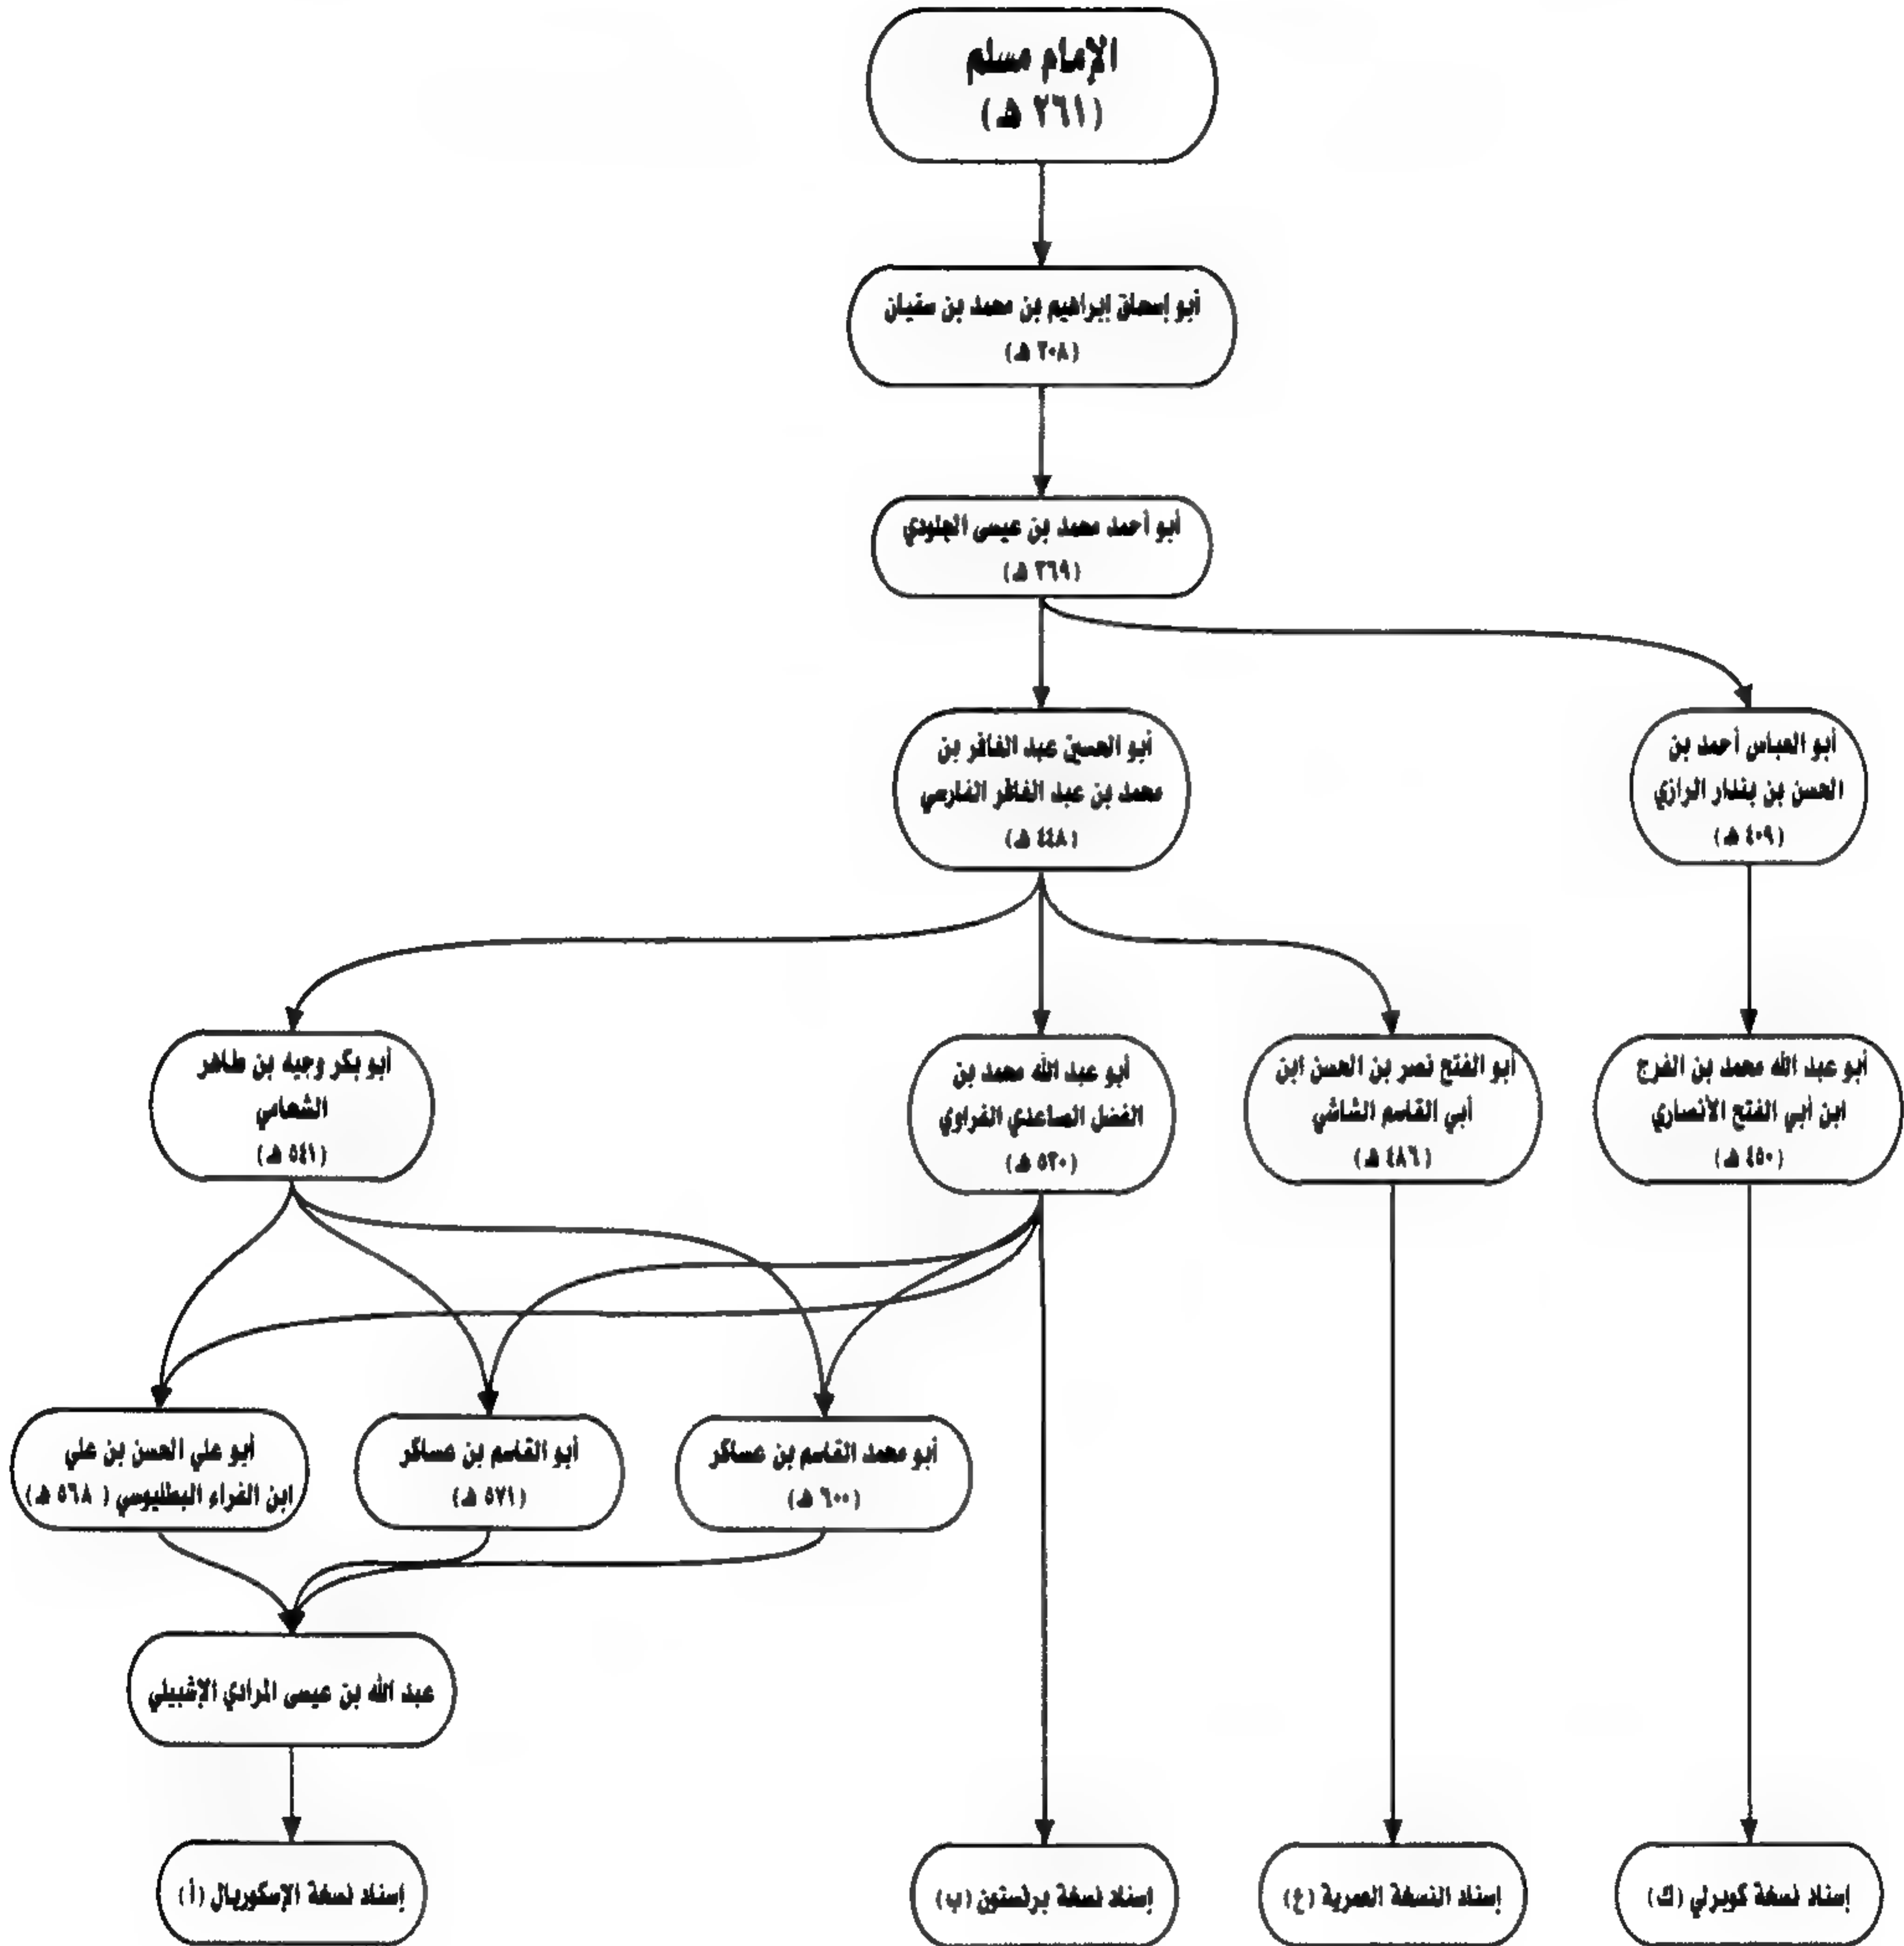 الإمام مسلم
(٢٦١ هـ)
أبو إسحاق إبراهيم بن محمد بن سفيان
(٣٠٨ هـ)
أبو أحمد محمد بن عيسى الجلودي
(٣٦٩ هـ)
أبو العباس أحمد بن
الحسن بن بندار الرازي
(٤٠٩ هـ)
أبو الحسين عبد الغافر بن
محمد بن عبد الغافر الفارسي
(٤٤٨ هـ)
أبو عبد الله محمد بن الفرج
ابن أبي الفتح الأنصاري
(٤٥٠ هـ)
أبو الفتح نصر بن الحسن ابن
أبي القاسم الشاشي
(٤٨٦ هـ)
أبو عبد الله محمد بن
الفضل الصاعدي الفراوي
(٥٣٠ هـ)
أبو بكر وجيه بن طاهر
الشحامي
(٥٤١ هـ)
أبو محمد القاسم بن عساكر
(٦٠٠ هـ)
أبو القاسم بن عساكر
(٥٧١ هـ)
أبو علي الحسن بن علي
ابن الفراء البطليوسي (٥٦٨ هـ)
عبد الله بن عيسى المرادي الإشبيلي
إسناد نسخة كوبرلي (ك)
إسناد النسخة العمرية (ع)
إسناد نسخة برنستون (ب)
إسناد نسخة الإسكوريال (أ)